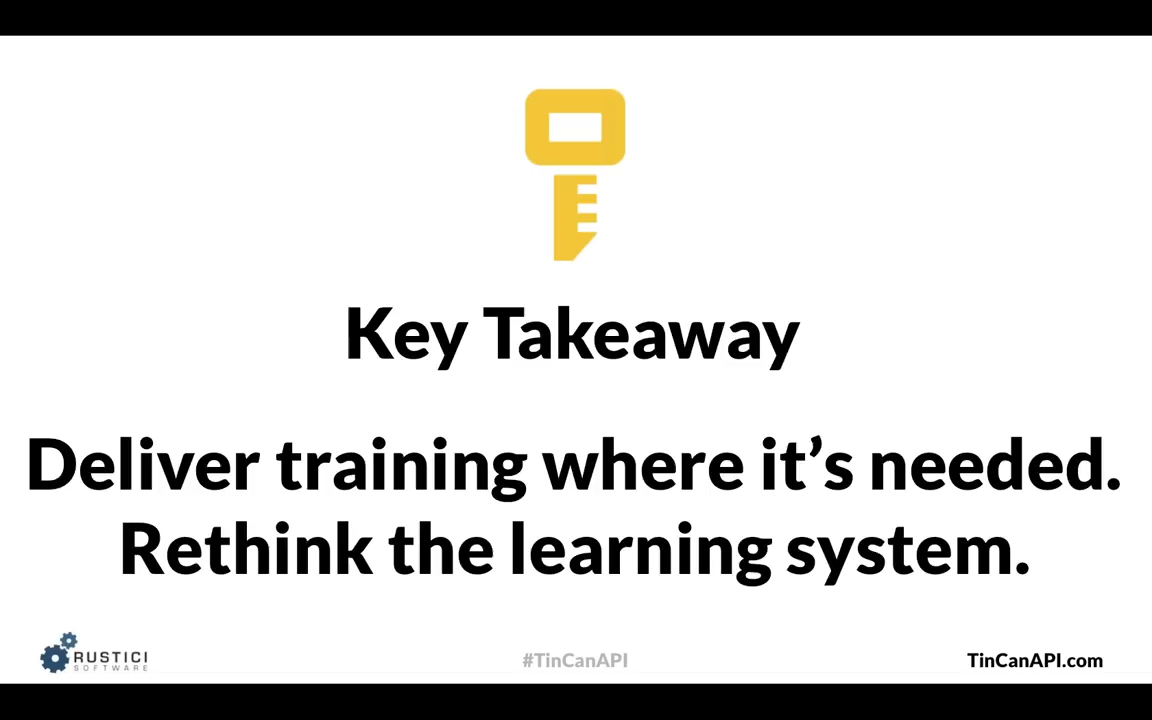 Key Takeaway
Deliver training where it’s needed.
Rethink the learning system.
RUSTICI
SOFTWARE
#TinCanAPI
TinCanAPI.com